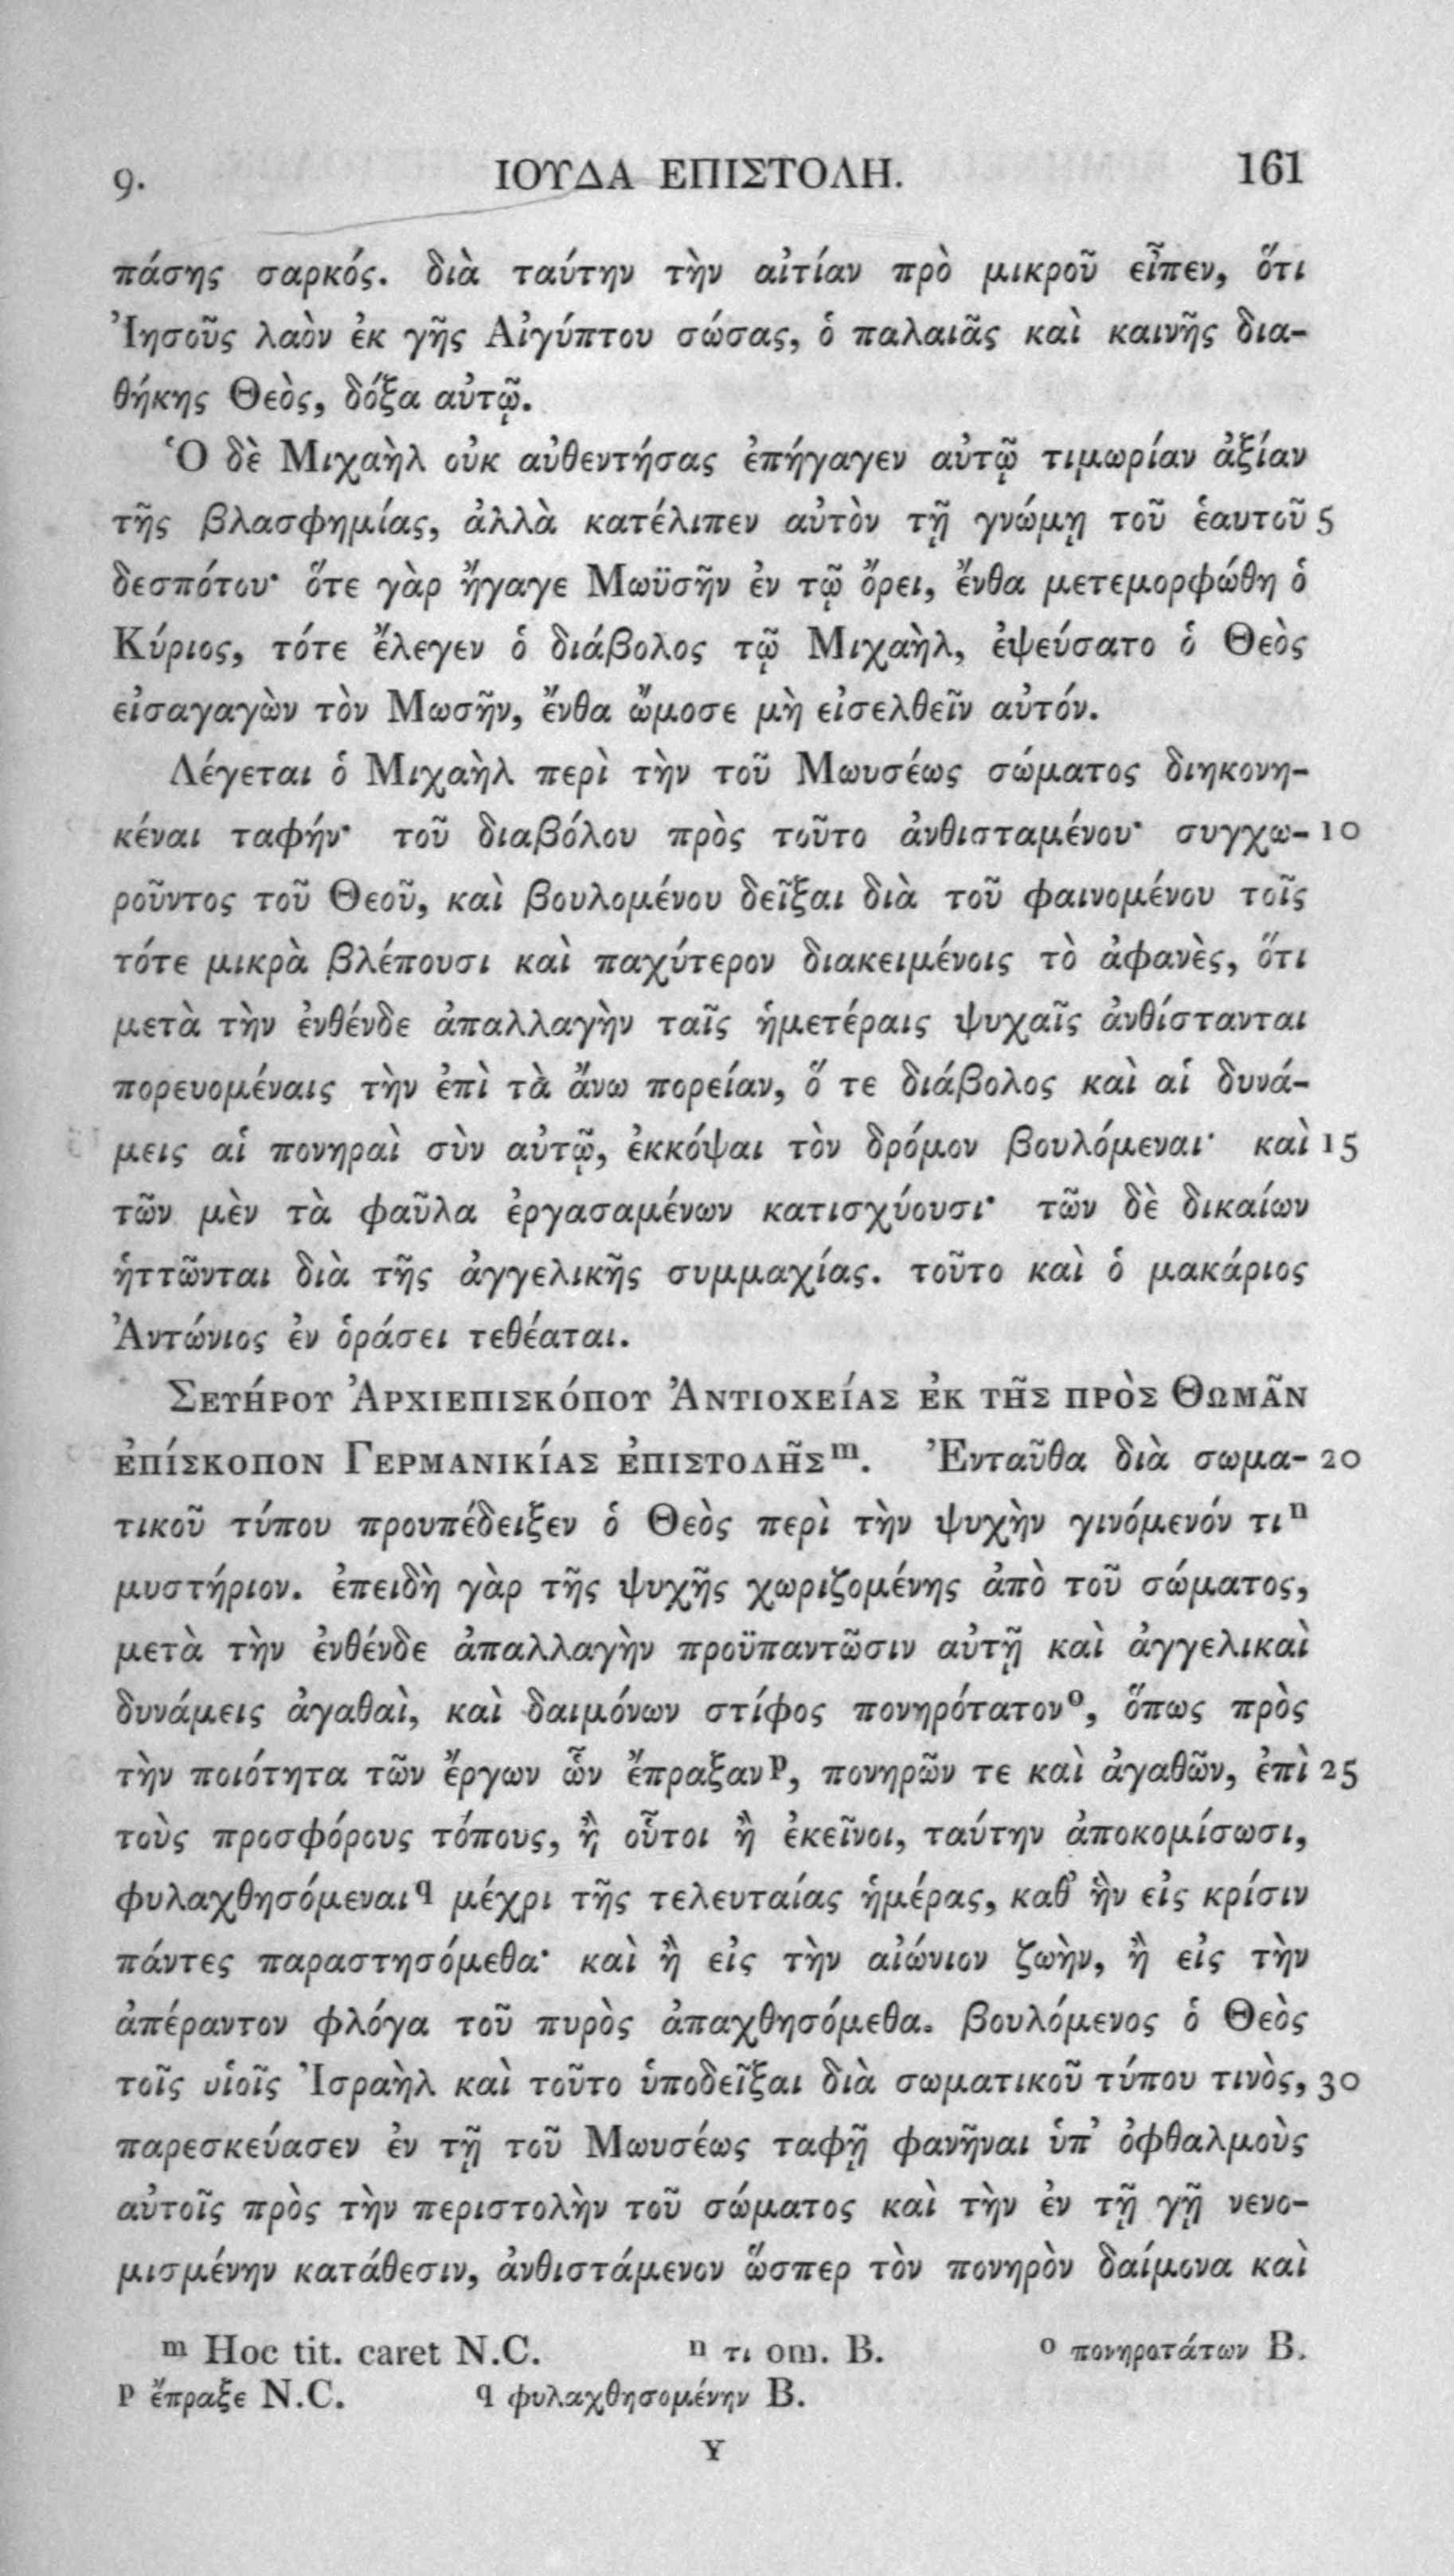 9. ΙΟΥΔΑ ΕΠΙΣΤΟΛΗ. 161
πάσης σαρκός. διὰ ταύτην τὴν αἰτίαν πρὸ μικροῦ εἶπεν, ὅτι
Ἰησοῦς λαὸν ἐκ γῆς Αἰγύπτου σώσας, ὁ παλαιᾶς καὶ καινῆς δια-
θήκης Θεὸς, δόξα αὐτῷ.
Ὁ δὲ Μιχαὴλ οὐκ αὐθεντήσας ἐπήγαγεν αὐτῷ τιμωρίαν ἀξίαν
τῆς βλασφημίας, ἀλλὰ κατέλιπεν αὐτὸν τῇ γνώμῃ τοῦ ἑαυτοῦ 5
δεσπότου· ὅτε γὰρ ἤγαγε Μωϋσῆν ἐν τῷ ὄρει, ἔνθα μετεμορφώθη ὁ
Κύριος, τότε ἔλεγεν ὁ διάβολος τῷ Μιχαὴλ, ἐψεύσατο ὁ Θεὸς
εἰσαγαγὼν τὸν Μωσῆν, ἔνθα ὤμοσε μὴ εἰσελθεῖν αὐτόν.
Λέγεται ὁ Μιχαὴλ περὶ τὴν τοῦ Μωυσέως σώματος διηκονη-
κέναι ταφήν· τοῦ διαβόλου πρὸς τοῦτο ἀνθισταμένου· συγχω- 10
ροῦντος τοῦ Θεοῦ, καὶ βουλομένου δεῖξαι διὰ τοῦ φαινομένου τοῖς
τότε μικρὰ βλέπουσι καὶ παχύτερον διακειμένοις τὸ ἀφανὲς, ὅτι
μετὰ τὴν ἐνθένδε ἀπαλλαγὴν ταῖς ἡμετέραις ψυχαῖς ἀνθίστανται
πορευομέναις τὴν ἐπὶ τὰ ἄνω πορείαν, ὅ τε διάβολος καὶ αἱ δυνά-
μεις αἱ πονηραὶ σὺν αὐτῷ, ἐκκόψαι τὸν δρόμον βουλόμεναι· καὶ 15
τῶν μὲν τὰ φαῦλα ἐργασαμένων κατισχύουσι· τῶν δὲ δικαίων
ἡττῶνται διὰ τῆς ἀγγελικῆς συμμαχίας. τοῦτο καὶ ὁ μακάριος
Ἀντώνιος ἐν ὁράσει τεθέαται.
Σευήρου Ἀρχιεπισκόπου Ἀντιοχείας ἐκ τῆς πρὸς Θωμᾶν
ἐπίσκοπον Γερμανικίας ἐπιστολῆς m. Ἐνταῦθα διὰ σωμα- 20
τικοῦ τύπου προυπέδειξεν ὁ Θεὸς περὶ τὴν ψυχὴν γινόμενόν τι n
μυστήριον. ἐπειδὴ γὰρ τῆς ψυχῆς χωριζομένης ἀπὸ τοῦ σώματος,
μετὰ τὴν ἐνθένδε ἀπαλλαγὴν προϋπαντῶσιν αὐτῇ καὶ ἀγγελικαὶ
δυνάμεις ἀγαθαὶ, καὶ δαιμόνων στίφος πονηρότατον o, ὅπως πρὸς
τὴν ποιότητα τῶν ἔργων ὧν ἔπραξαν p, πονηρῶν τε καὶ ἀγαθῶν, ἐπὶ 25
τοὺς προσφόρους τόπους, ἢ οὗτοι ἢ ἐκεῖνοι, ταύτην ἀποκομίσωσι,
φυλαχθησόμεναι q μέχρι τῆς τελευταίας ἡμέρας, καθ’ ἣν εἰς κρίσιν
πάντες παραστησόμεθα· καὶ ἢ εἰς τὴν αἰώνιον ζωὴν, ἢ εἰς τὴν
ἀπέραντον φλόγα τοῦ πυρὸς ἀπαχθησόμεθα. βουλόμενος ὁ Θεὸς
τοῖς υἱοῖς Ἰσραὴλ καὶ τοῦτο ὑποδεῖξαι διὰ σωματικοῦ τύπου τινὸς, 30
παρεσκεύασεν ἐν τῇ τοῦ Μωυσέως ταφῇ φανῆναι ὑπ’ ὀφθαλμοὺς
αὐτοῖς πρὸς τὴν περιστολὴν τοῦ σώματος καὶ τὴν ἐν τῇ γῇ νενο-
μισμένην κατάθεσιν, ἀνθιστάμενον ὥσπερ τὸν πονηρὸν δαίμονα καὶ
m Hoc tit. caret N.C. n τι om. B. o πονηροτάτων B.
p ἔπραξε N.C. q φυλαχθησομένην B.
Y